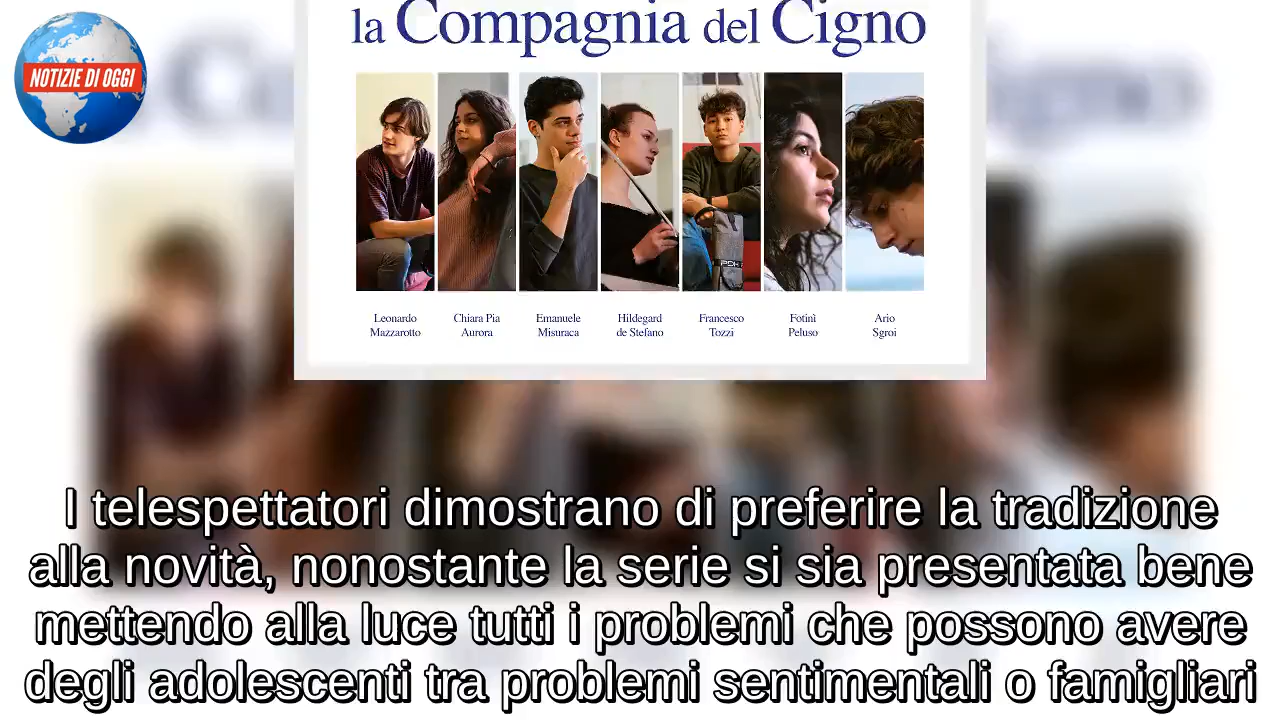 la Compagnia del Cigno
NOTIZIE DI OGGI
Leonardo Mazzarotto
Chiara Pia Aurora
Emanuele Misuraca
Hildegard de Stefano
Francesco Tozzi
Fotinì Peluso
Ario Sgroi
I telespettatori dimostrano di preferire la tradizione
alla novità, nonostante la serie si sia presentata bene
mettendo alla luce tutti i problemi che possono avere
degli adolescenti tra problemi sentimentali o famigliari